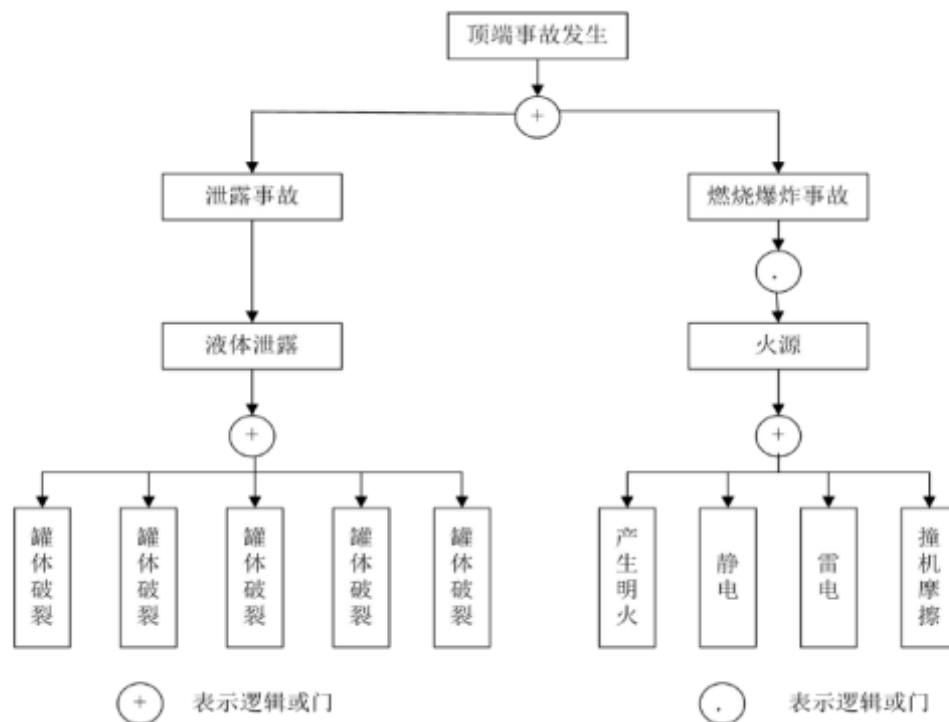 顶端事故发生
+
泄露事故
燃烧爆炸事故
.
液体泄露
火源
+
+
罐体破裂
罐体破裂
罐体破裂
罐体破裂
罐体破裂
产生明火
静电
雷电
撞机摩擦
+ 表示逻辑或门
. 表示逻辑或门